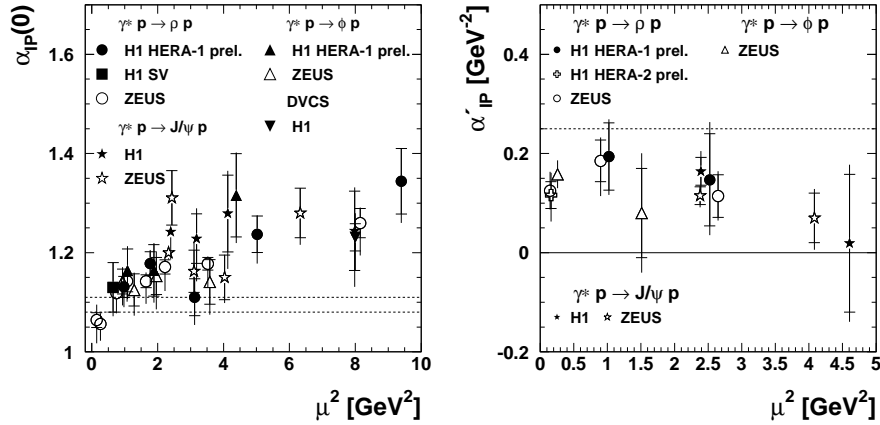 α_IP(0)
γ* p → ρ p
H1 HERA-1 prel.
H1 SV
ZEUS
γ* p → J/ψ p
H1
ZEUS
γ* p → ϕ p
H1 HERA-1 prel.
ZEUS
DVCS
H1
1.6
1.4
1.2
1
0 2 4 6 8 10
μ² [GeV²]
α′_IP [GeV⁻²]
γ* p → ρ p
H1 HERA-1 prel.
H1 HERA-2 prel.
ZEUS
γ* p → ϕ p
ZEUS
γ* p → J/ψ p
H1 ZEUS
0.4
0.2
0
-0.2
0 0.5 1 1.5 2 2.5 3 3.5 4 4.5 5
μ² [GeV²]